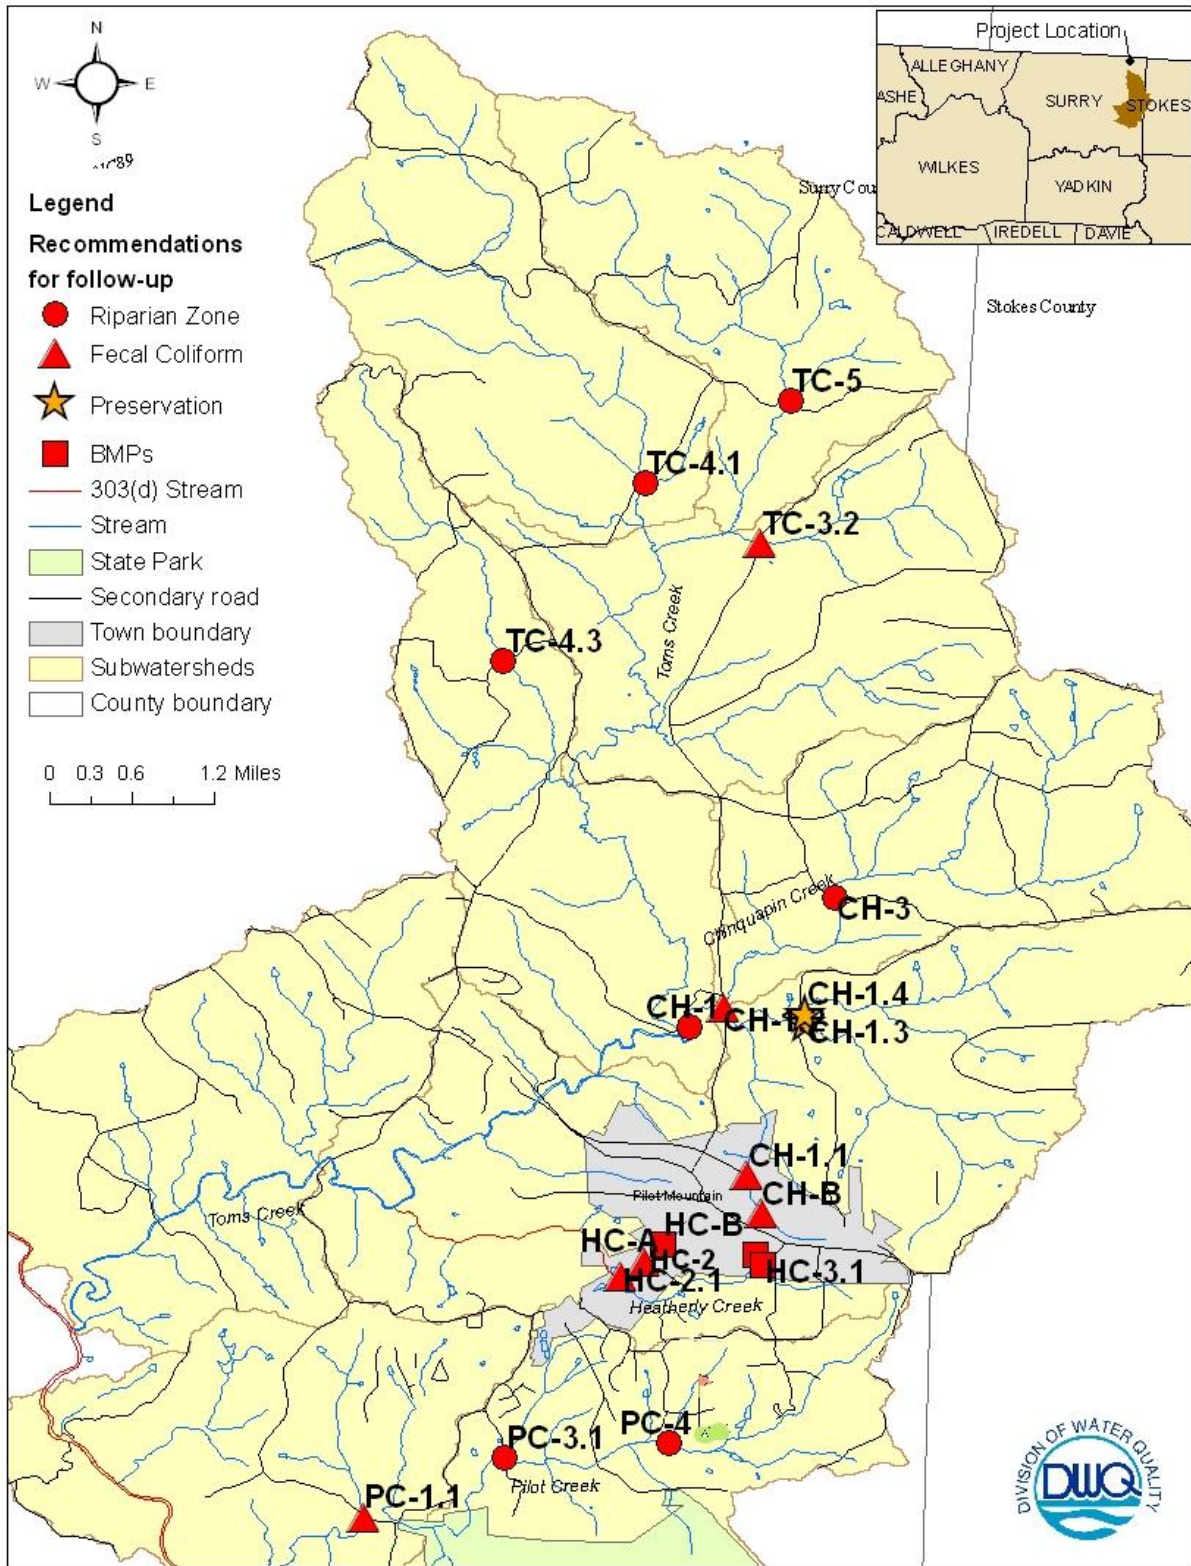 N
W
E
S
Project Location
ALLEGHANY
ASHE
SURRY
STOKES
WILKES
YADKIN
CALDWELL
IREDELL
DAVIE
Legend
Recommendations
for follow-up
Riparian Zone
Fecal Coliform
Preservation
BMPs
303(d) Stream
Stream
State Park
Secondary road
Town boundary
Subwatersheds
County boundary
0 0.3 0.6 1.2 Miles
Surry Cou
Stokes County
TC-5
TC-4.1
TC-3.2
Toms Creek
TC-4.3
Chinquapin Creek
CH-3
CH-1
CH-1.4
CH-1.3
CH-1.1
Pilot Mountain
CH-B
Toms Creek
HC-B
HC-A
HC-2
HC-3.1
HC-2.1
Heatherly Creek
PC-4
PC-3.1
Pilot Creek
PC-1.1
DIVISION OF WATER QUALITY
DWQ